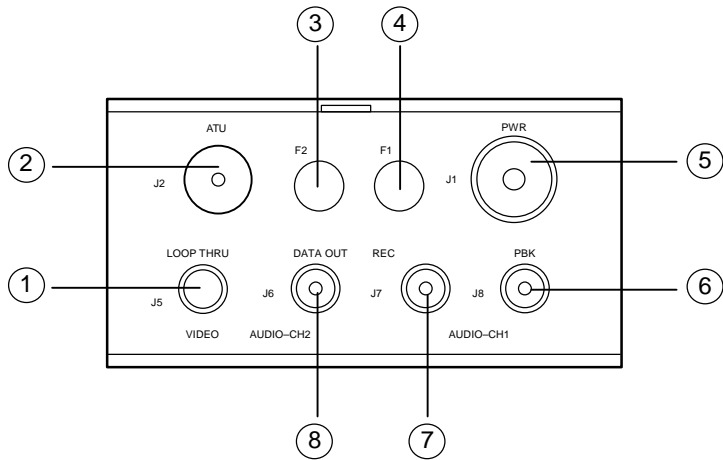 3 4
ATU PWR
F2 F1
2 5
J2 J1
LOOP THRU DATA OUT REC PBK
1 6
J5 J6 J7 J8
VIDEO AUDIO–CH2 AUDIO–CH1
8 7